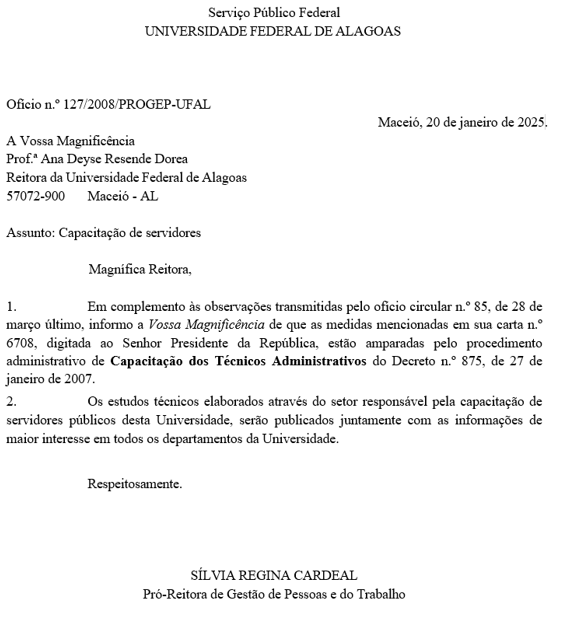 Serviço Público Federal
UNIVERSIDADE FEDERAL DE ALAGOAS
Oficio n.º 127/2008/PROGEP-UFAL
Maceió, 20 de janeiro de 2025.
A Vossa Magnificência
Prof.ª Ana Deyse Resende Dorea
Reitora da Universidade Federal de Alagoas
57072-900 Maceió - AL
Assunto: Capacitação de servidores
Magnífica Reitora,
1. Em complemento às observações transmitidas pelo oficio circular n.º 85, de 28 de
março último, informo a Vossa Magnificência de que as medidas mencionadas em sua carta n.º
6708, digitada ao Senhor Presidente da República, estão amparadas pelo procedimento
administrativo de Capacitação dos Técnicos Administrativos do Decreto n.º 875, de 27 de
janeiro de 2007.
2. Os estudos técnicos elaborados através do setor responsável pela capacitação de
servidores públicos desta Universidade, serão publicados juntamente com as informações de
maior interesse em todos os departamentos da Universidade.
Respeitosamente.
SÍLVIA REGINA CARDEAL
Pró-Reitora de Gestão de Pessoas e do Trabalho